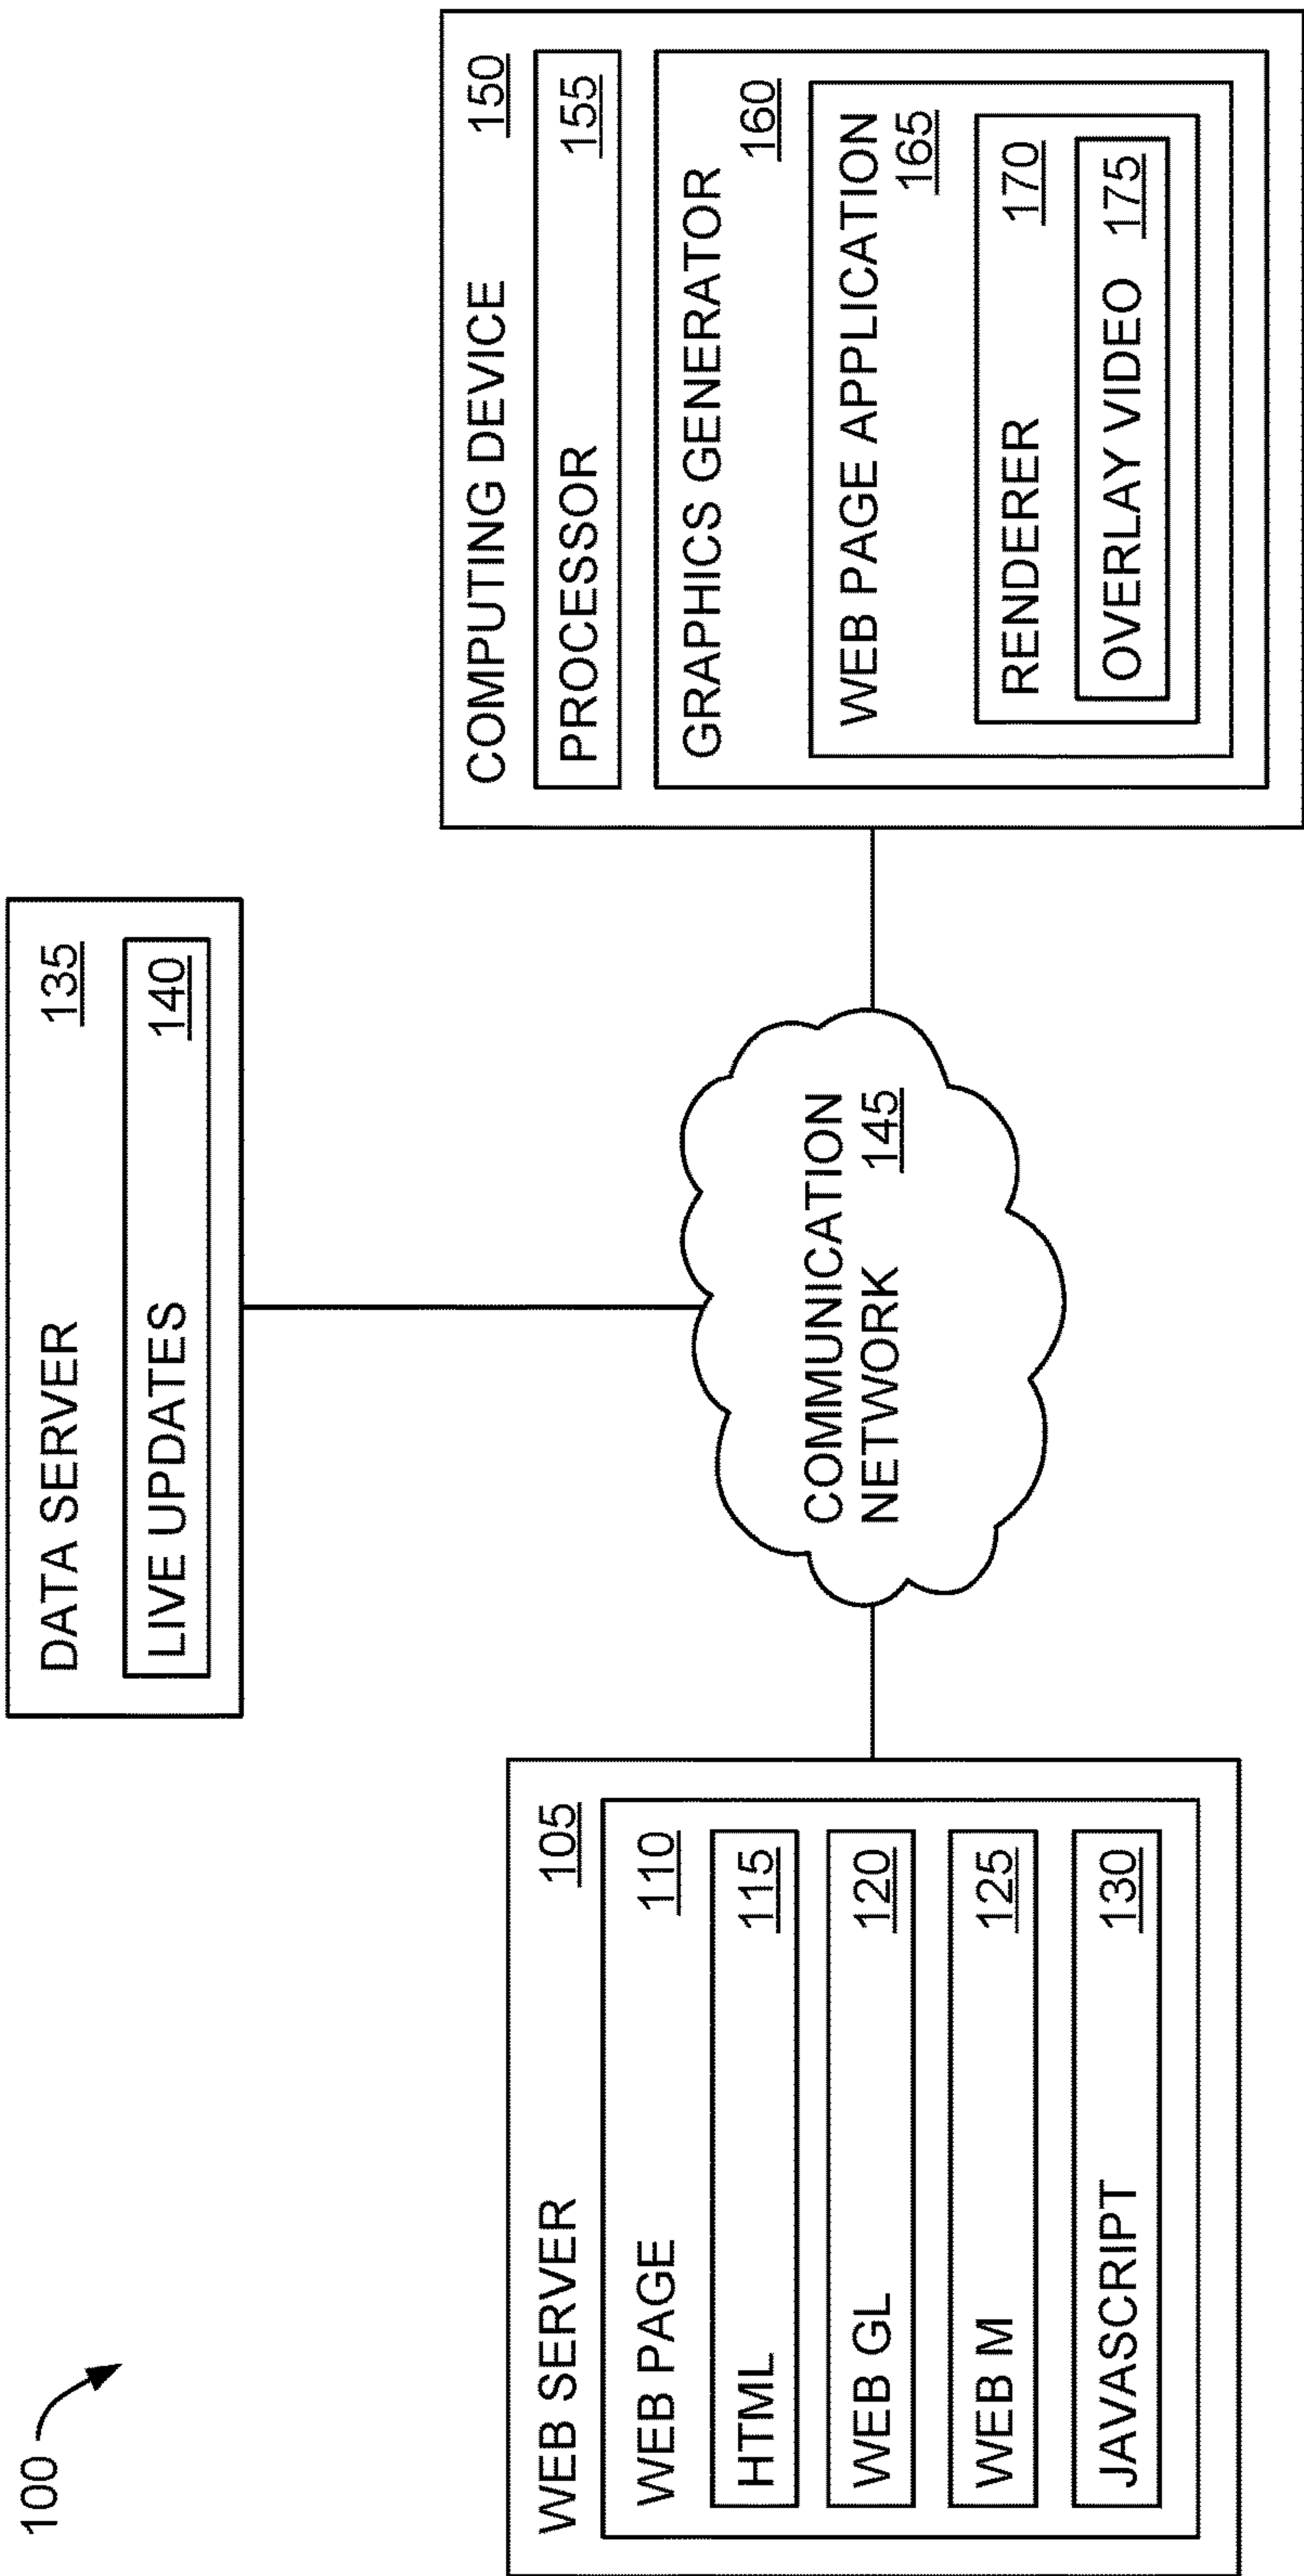 100
DATA SERVER 135
LIVE UPDATES 140
WEB SERVER 105
WEB PAGE 110
HTML 115
WEB GL 120
WEB M 125
JAVASCRIPT 130
COMMUNICATION
NETWORK 145
COMPUTING DEVICE 150
PROCESSOR 155
GRAPHICS GENERATOR
160
WEB PAGE APPLICATION
165
RENDERER 170
OVERLAY VIDEO 175